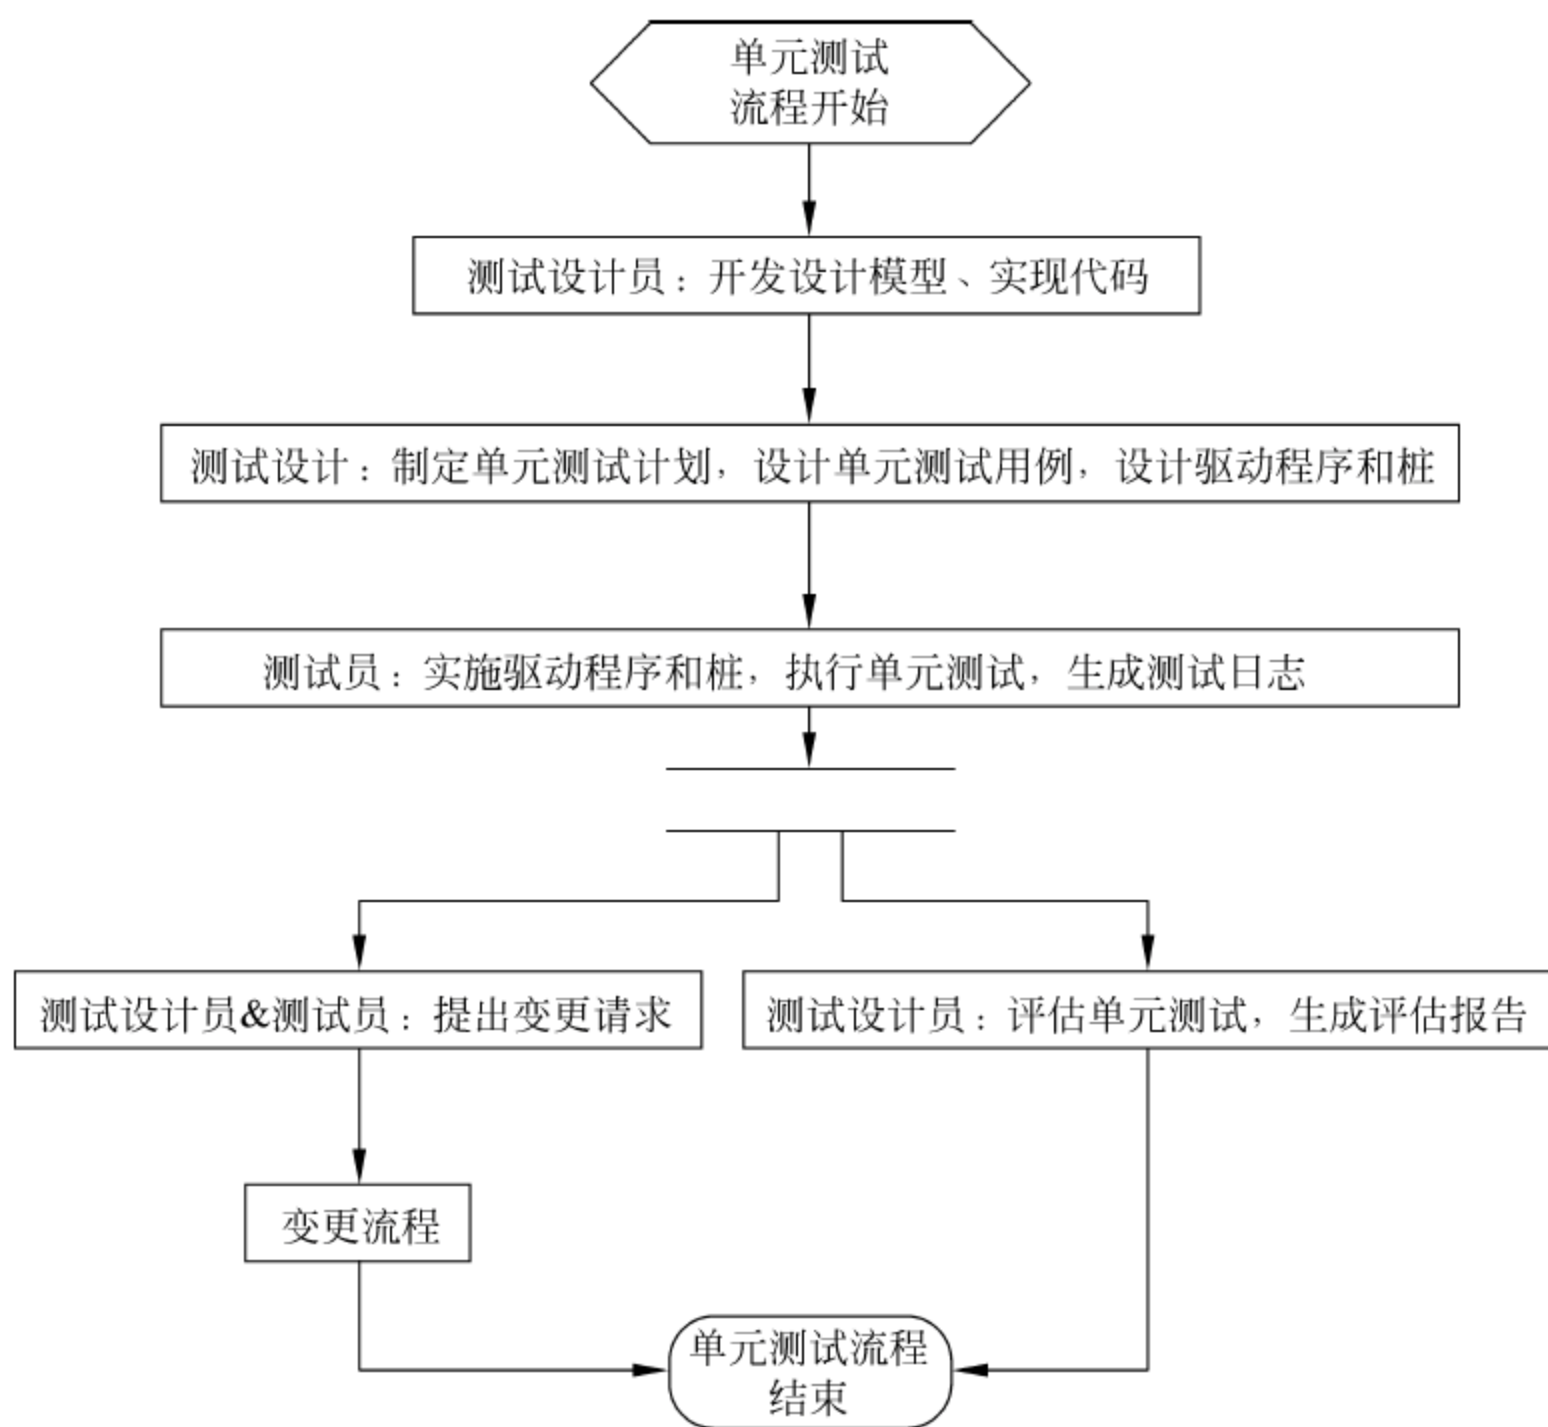 单元测试
流程开始
测试设计员：开发设计模型、实现代码
测试设计：制定单元测试计划，设计单元测试用例，设计驱动程序和桩
测试员：实施驱动程序和桩，执行单元测试，生成测试日志
测试设计员&测试员：提出变更请求
测试设计员：评估单元测试，生成评估报告
变更流程
单元测试流程
结束